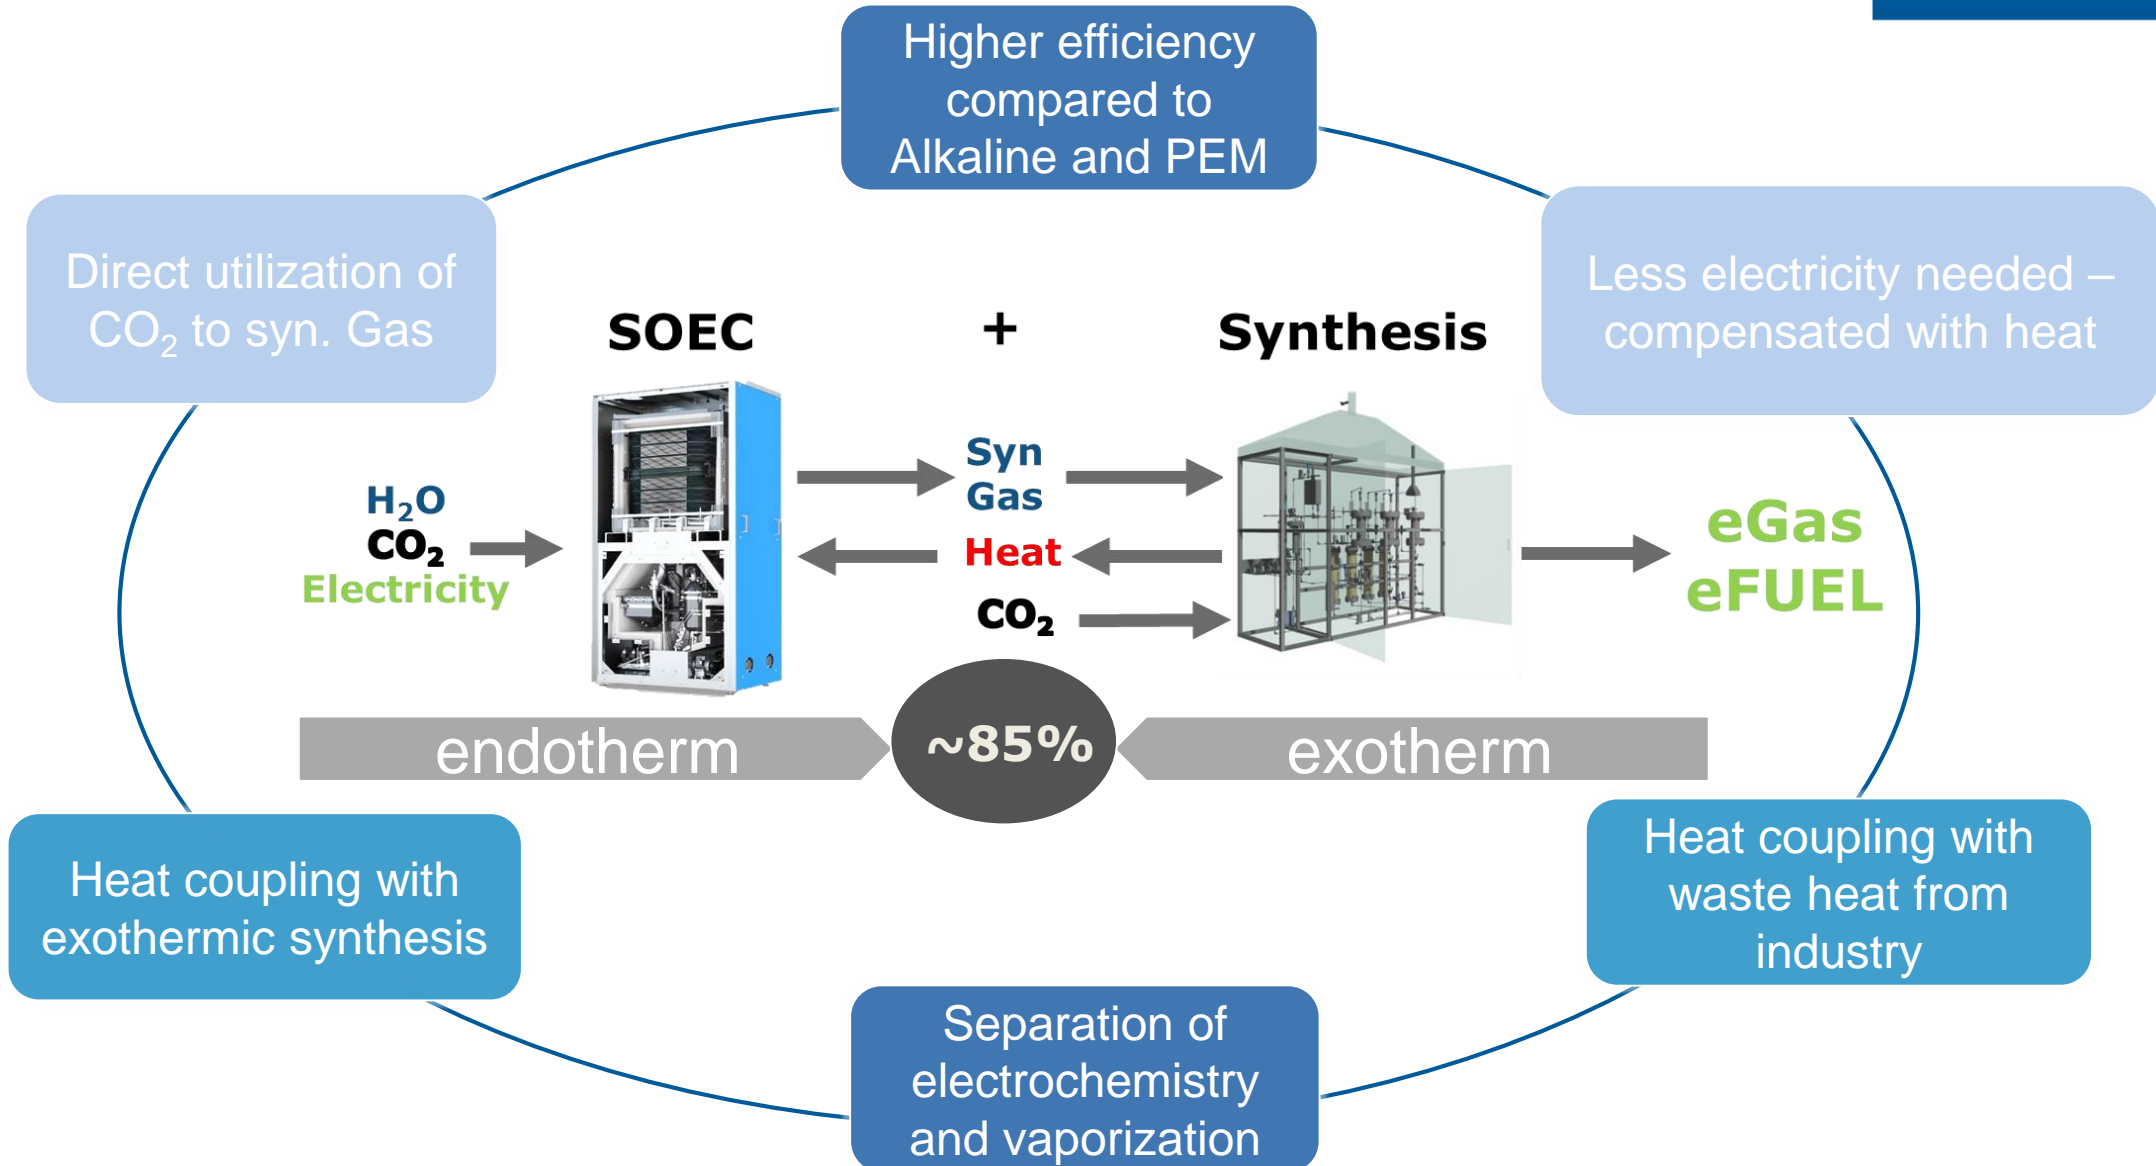 Higher efficiency
compared to
Alkaline and PEM
Direct utilization of
CO₂ to syn. Gas
Less electricity needed –
compensated with heat
SOEC
+
Synthesis
H₂O
CO₂
Electricity
Syn
Gas
Heat
CO₂
eGas
eFUEL
endotherm
~85%
exotherm
Heat coupling with
exothermic synthesis
Heat coupling with
waste heat from
industry
Separation of
electrochemistry
and vaporization